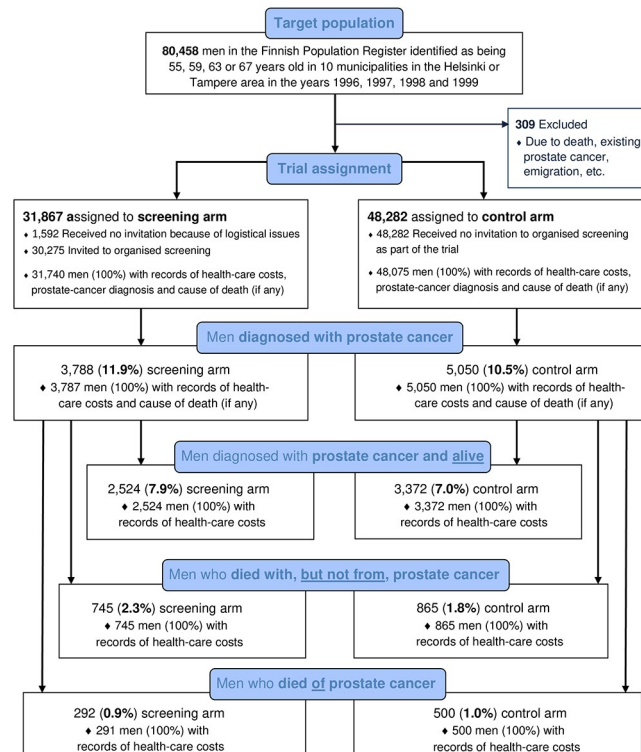 Target population
80,458 men in the Finnish Population Register identified as being
55, 59, 63 or 67 years old in 10 municipalities in the Helsinki or
Tampere area in the years 1996, 1997, 1998 and 1999
309 Excluded
♦ Due to death, existing
prostate cancer,
emigration, etc.
Trial assignment
31,867 assigned to screening arm
♦ 1,592 Received no invitation because of logistical issues
♦ 30,275 Invited to organised screening
♦ 31,740 men (100%) with records of health-care costs,
prostate-cancer diagnosis and cause of death (if any)
48,282 assigned to control arm
♦ 48,282 Received no invitation to organised screening
as part of the trial
♦ 48,075 men (100%) with records of health-care costs,
prostate-cancer diagnosis and cause of death (if any)
Men diagnosed with prostate cancer
3,788 (11.9%) screening arm
♦ 3,787 men (100%) with records of health-
care costs and cause of death (if any)
5,050 (10.5%) control arm
♦ 5,050 men (100%) with records of health-
care costs and cause of death (if any)
Men diagnosed with prostate cancer and alive
2,524 (7.9%) screening arm
♦ 2,524 men (100%) with
records of health-care costs
3,372 (7.0%) control arm
♦ 3,372 men (100%) with
records of health-care costs
Men who died with, but not from, prostate cancer
745 (2.3%) screening arm
♦ 745 men (100%) with
records of health-care costs
865 (1.8%) control arm
♦ 865 men (100%) with
records of health-care costs
Men who died of prostate cancer
292 (0.9%) screening arm
♦ 291 men (100%) with
records of health-care costs
500 (1.0%) control arm
♦ 500 men (100%) with
records of health-care costs